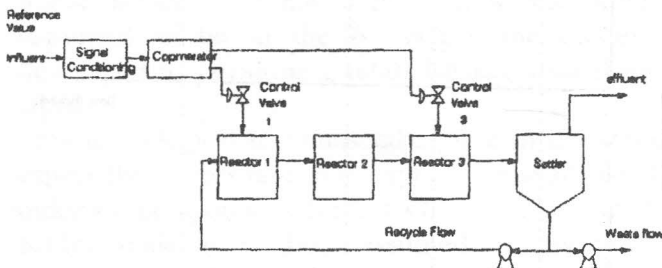 Reference
Value
Influent
Signal
Conditioning
Copmerator
Control
Valve
1
Control
Valve
3
effluent
Reactor 1
Reactor 2
Reactor 3
Settler
Recycle Flow
Waste flow